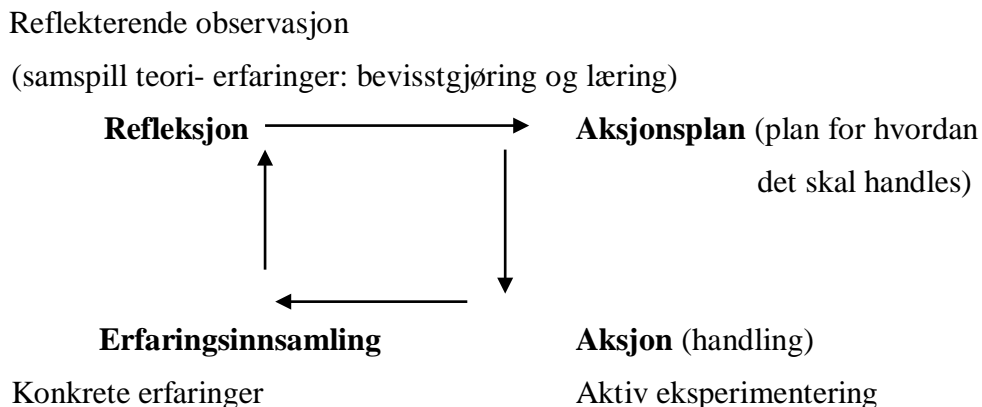 Reflekterende observasjon
(samspill teori- erfaringer: bevisstgjøring og læring)
Refleksjon Aksjonsplan (plan for hvordan
det skal handles)
Erfaringsinnsamling Aksjon (handling)
Konkrete erfaringer Aktiv eksperimentering